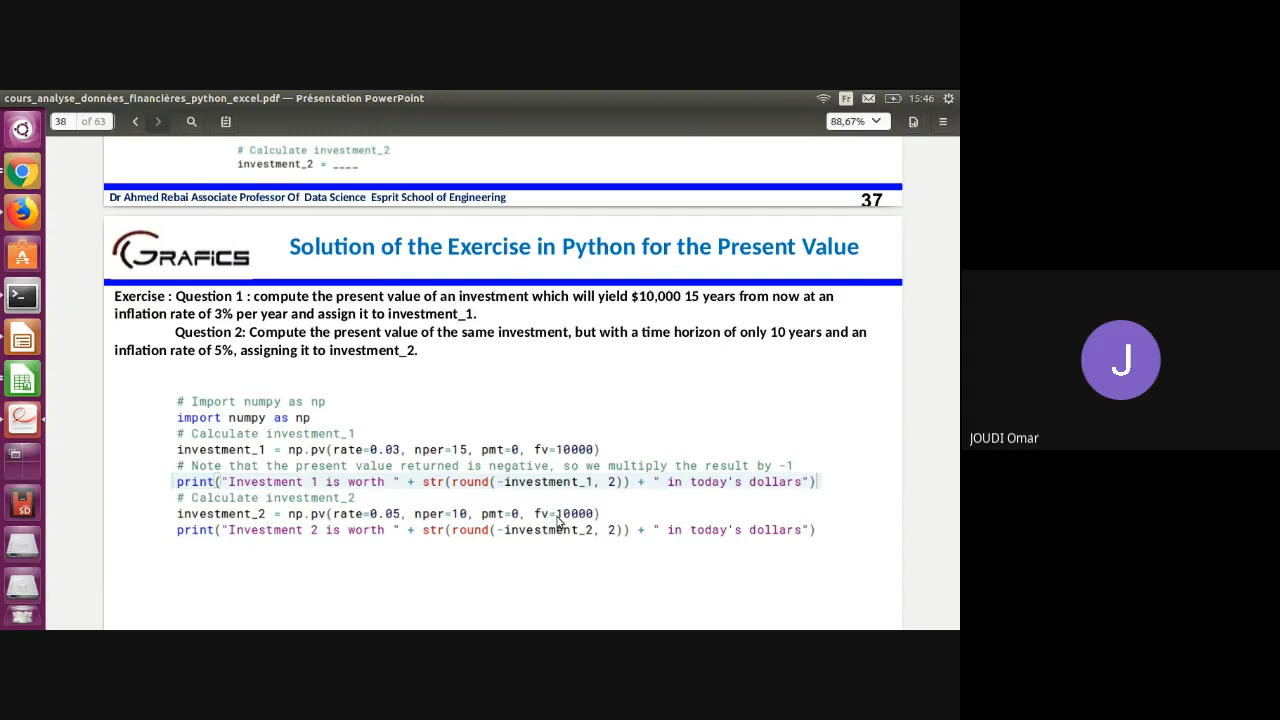 cours_analyse_données_financières_python_excel.pdf — Présentation PowerPoint
Fr
15:46
38 of 63
88,67%
# Calculate investment_2
investment_2 = ____
Dr Ahmed Rebai Associate Professor Of Data Science Esprit School of Engineering
37
GRAFICS
Solution of the Exercise in Python for the Present Value
Exercise : Question 1 : compute the present value of an investment which will yield $10,000 15 years from now at an
inflation rate of 3% per year and assign it to investment_1.
Question 2: Compute the present value of the same investment, but with a time horizon of only 10 years and an
inflation rate of 5%, assigning it to investment_2.
# Import numpy as np
import numpy as np
# Calculate investment_1
investment_1 = np.pv(rate=0.03, nper=15, pmt=0, fv=10000)
# Note that the present value returned is negative, so we multiply the result by -1
print("Investment 1 is worth " + str(round(-investment_1, 2)) + " in today's dollars")
# Calculate investment_2
investment_2 = np.pv(rate=0.05, nper=10, pmt=0, fv=10000)
print("Investment 2 is worth " + str(round(-investment_2, 2)) + " in today's dollars")
SD
J
JOUDI Omar